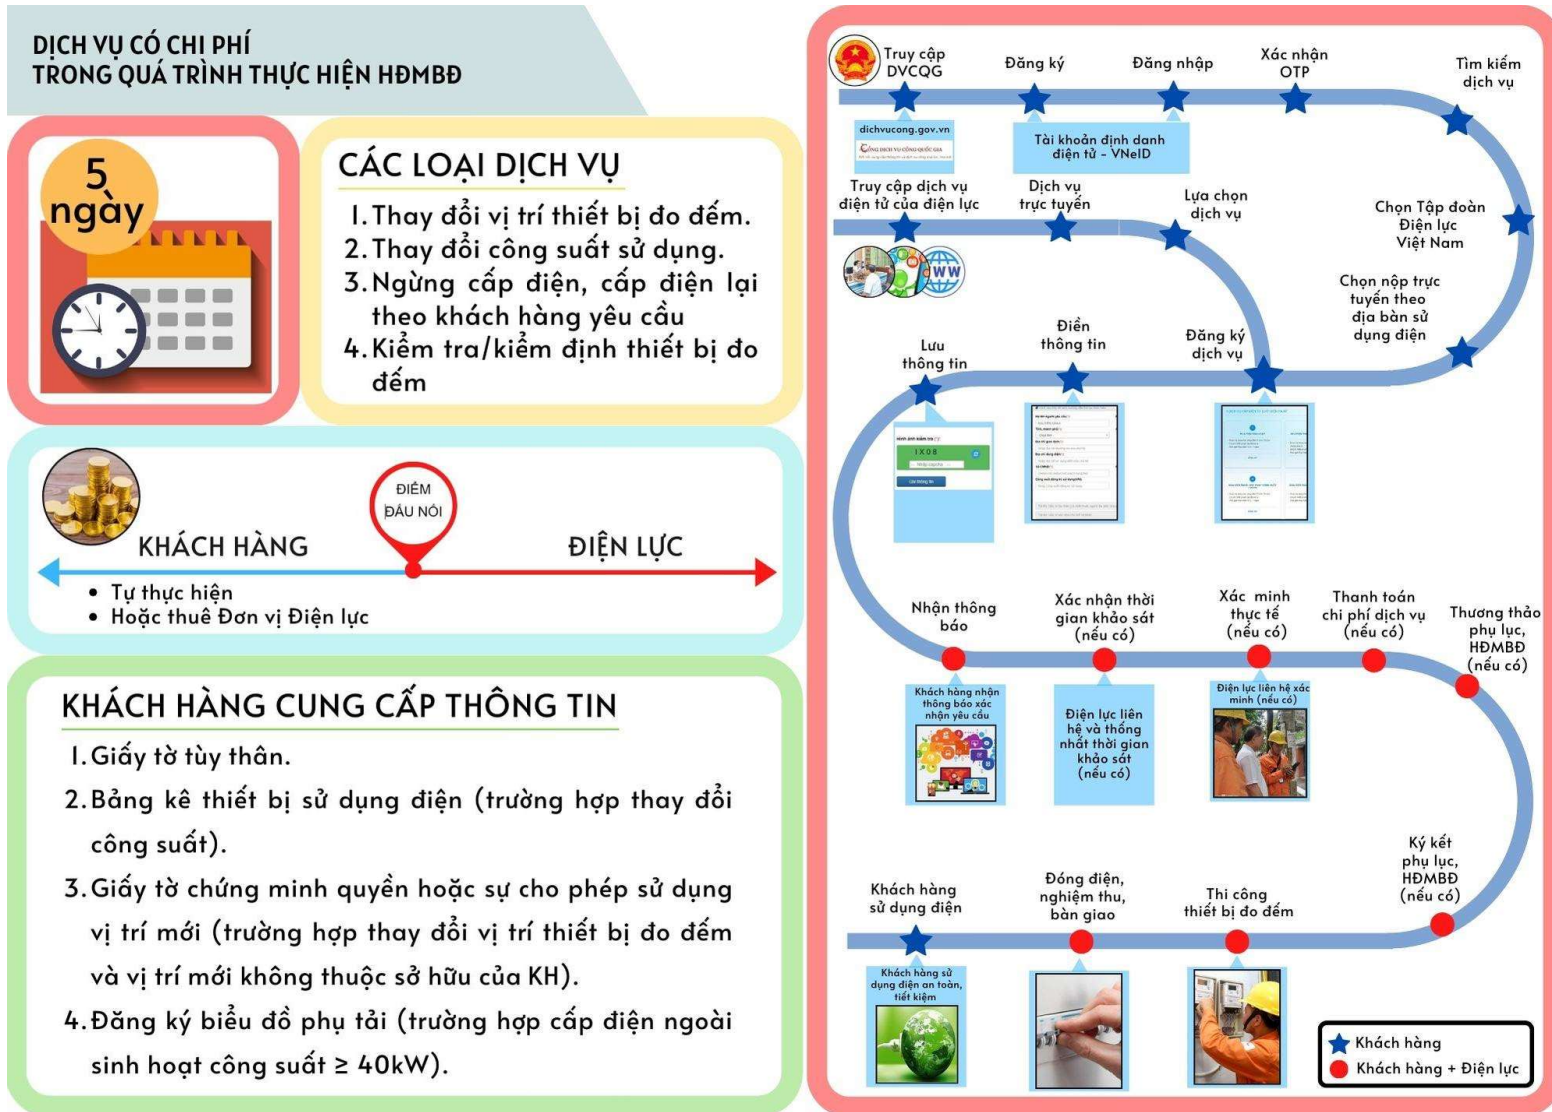 DỊCH VỤ CÓ CHI PHÍ
TRONG QUÁ TRÌNH THỰC HIỆN HĐMBĐ
5
ngày
CÁC LOẠI DỊCH VỤ
1. Thay đổi vị trí thiết bị đo đếm.
2. Thay đổi công suất sử dụng.
3. Ngừng cấp điện, cấp điện lại
theo khách hàng yêu cầu
4. Kiểm tra/kiểm định thiết bị đo
đếm
ĐIỂM
ĐẤU NỐI
KHÁCH HÀNG
ĐIỆN LỰC
• Tự thực hiện
• Hoặc thuê Đơn vị Điện lực
KHÁCH HÀNG CUNG CẤP THÔNG TIN
1. Giấy tờ tùy thân.
2. Bảng kê thiết bị sử dụng điện (trường hợp thay đổi
công suất).
3. Giấy tờ chứng minh quyền hoặc sự cho phép sử dụng
vị trí mới (trường hợp thay đổi vị trí thiết bị đo đếm
và vị trí mới không thuộc sở hữu của KH).
4. Đăng ký biểu đồ phụ tải (trường hợp cấp điện ngoài
sinh hoạt công suất ≥ 40kW).
Truy cập
DVCQG
Đăng ký
Đăng nhập
Xác nhận
OTP
Tìm kiếm
dịch vụ
dichvucong.gov.vn
CỔNG DỊCH VỤ CÔNG QUỐC GIA
Tài khoản định danh
điện tử - VNeID
Truy cập dịch vụ
điện tử của điện lực
Dịch vụ
trực tuyến
Lựa chọn
dịch vụ
Chọn Tập đoàn
Điện lực
Việt Nam
WW
Chọn nộp trực
tuyến theo
địa bàn sử
dụng điện
Lưu
thông tin
Điền
thông tin
Đăng ký
dịch vụ
1X08
Lưu thông tin
Nhận thông
báo
Xác nhận thời
gian khảo sát
(nếu có)
Xác minh
thực tế
(nếu có)
Thanh toán
chi phí dịch vụ
(nếu có)
Thương thảo
phụ lục,
HĐMBĐ
(nếu có)
Khách hàng nhận
thông báo xác
nhận yêu cầu
Điện lực liên
hệ và thống
nhất thời gian
khảo sát
(nếu có)
Điện lực liên hệ xác
minh (nếu có)
Ký kết
phụ lục,
HĐMBĐ
(nếu có)
Khách hàng
sử dụng điện
Đóng điện,
nghiệm thu,
bàn giao
Thi công
thiết bị đo đếm
Khách hàng sử
dụng điện an toàn,
tiết kiệm
Khách hàng
Khách hàng + Điện lực